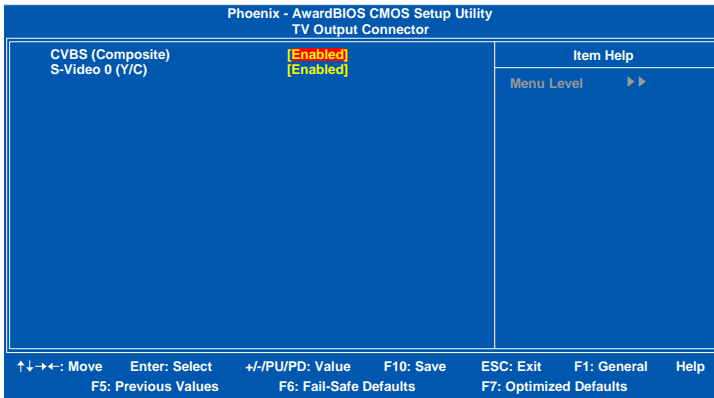 Phoenix - AwardBIOS CMOS Setup Utility
TV Output Connector
CVBS (Composite) [Enabled]
S-Video 0 (Y/C) [Enabled]
Item Help
Menu Level ▶▶
↑↓→←: Move Enter: Select +/-/PU/PD: Value F10: Save ESC: Exit F1: General Help
F5: Previous Values F6: Fail-Safe Defaults F7: Optimized Defaults